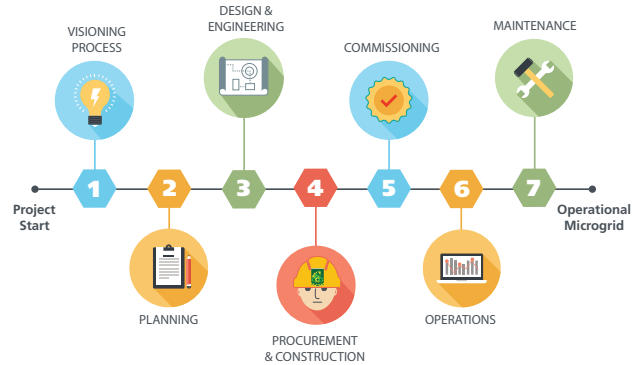 VISIONING
PROCESS
DESIGN &
ENGINEERING
COMMISSIONING
MAINTENANCE
Project
Start
1
2
3
4
5
6
7
Operational
Microgrid
PLANNING
PROCUREMENT
& CONSTRUCTION
OPERATIONS